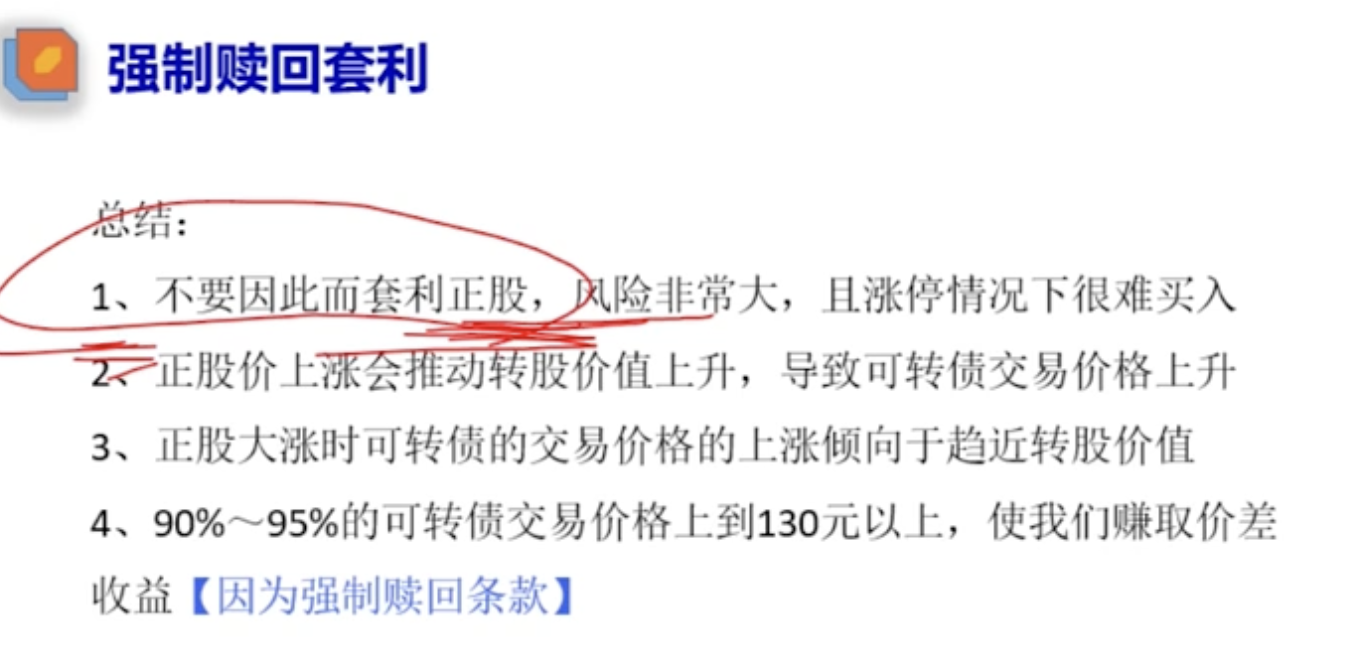 强制赎回套利
总结：
1、不要因此而套利正股，风险非常大，且涨停情况下很难买入
2、正股价上涨会推动转股价值上升，导致可转债交易价格上升
3、正股大涨时可转债的交易价格的上涨倾向于趋近转股价值
4、90%～95%的可转债交易价格上到130元以上，使我们赚取价差
收益【因为强制赎回条款】